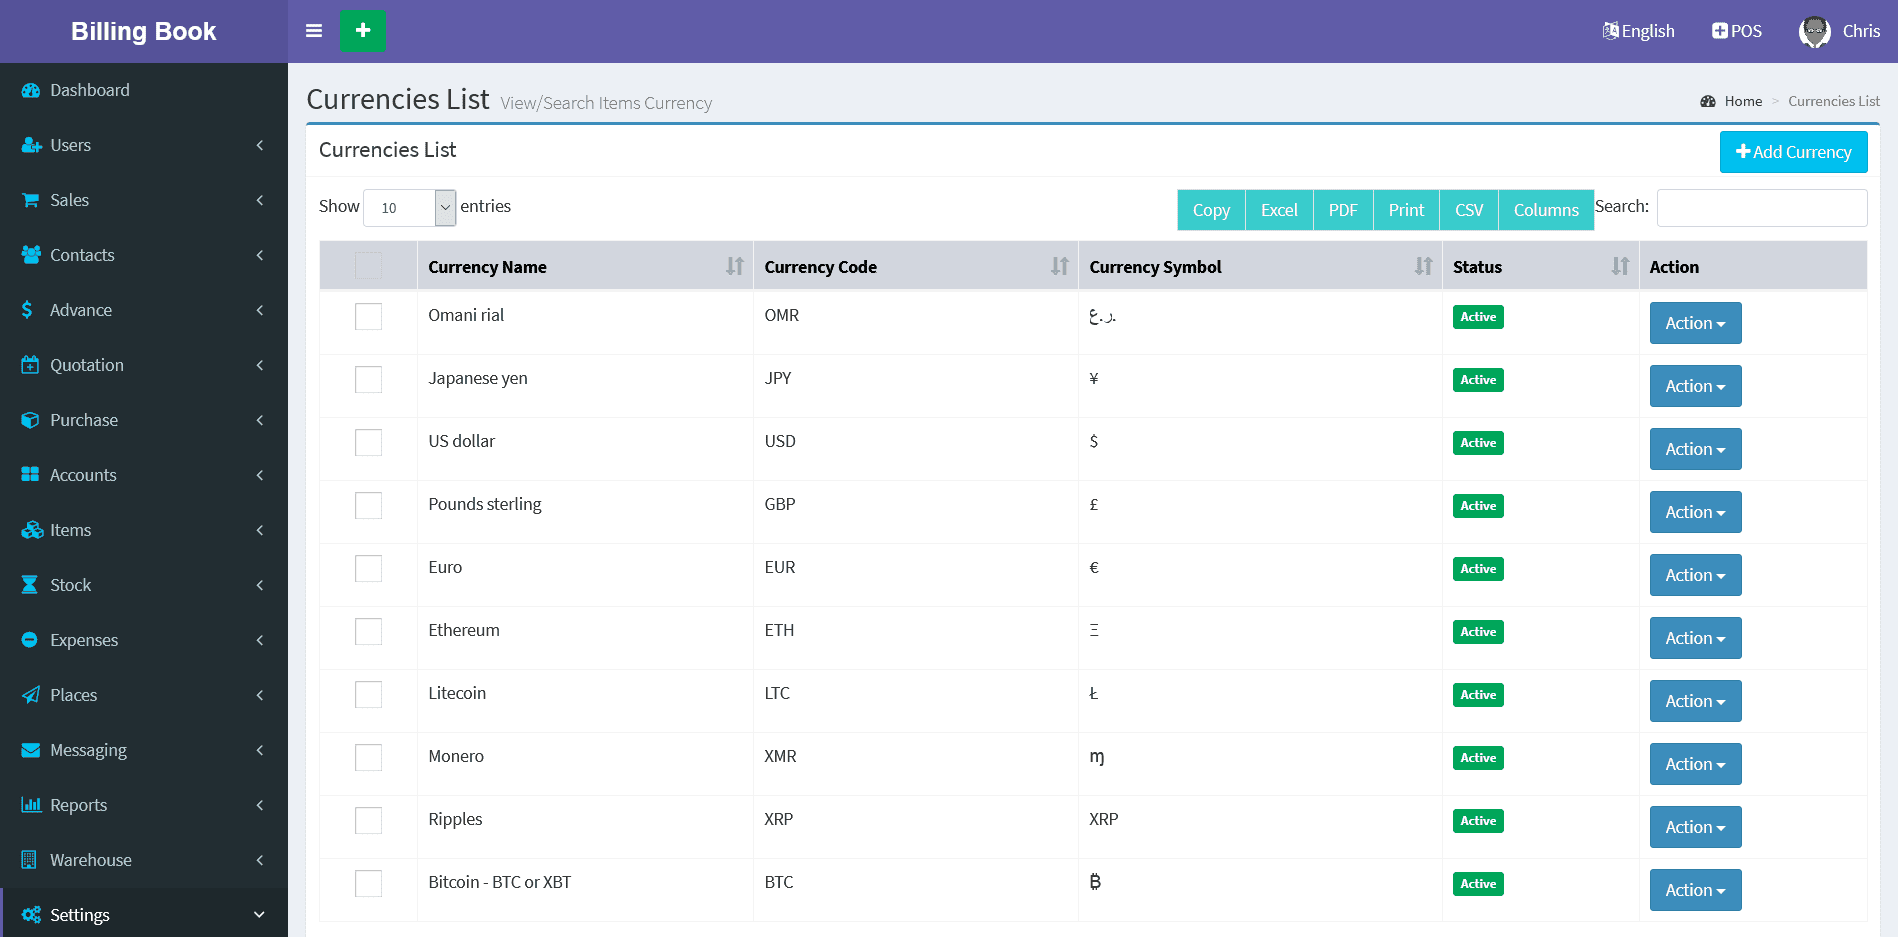 Billing Book
English
POS
Chris
Dashboard
Users
Sales
Contacts
Advance
Quotation
Purchase
Accounts
Items
Stock
Expenses
Places
Messaging
Reports
Warehouse
Settings
Currencies List View/Search Items Currency
Home > Currencies List
Currencies List
Add Currency
Show 10 entries
Copy Excel PDF Print CSV Columns Search:
Currency Name Currency Code Currency Symbol Status Action
Omani rial OMR ر.ع. Active Action
Japanese yen JPY ¥ Active Action
US dollar USD $ Active Action
Pounds sterling GBP £ Active Action
Euro EUR € Active Action
Ethereum ETH Ξ Active Action
Litecoin LTC Ł Active Action
Monero XMR ɱ Active Action
Ripples XRP XRP Active Action
Bitcoin - BTC or XBT BTC ₿ Active Action